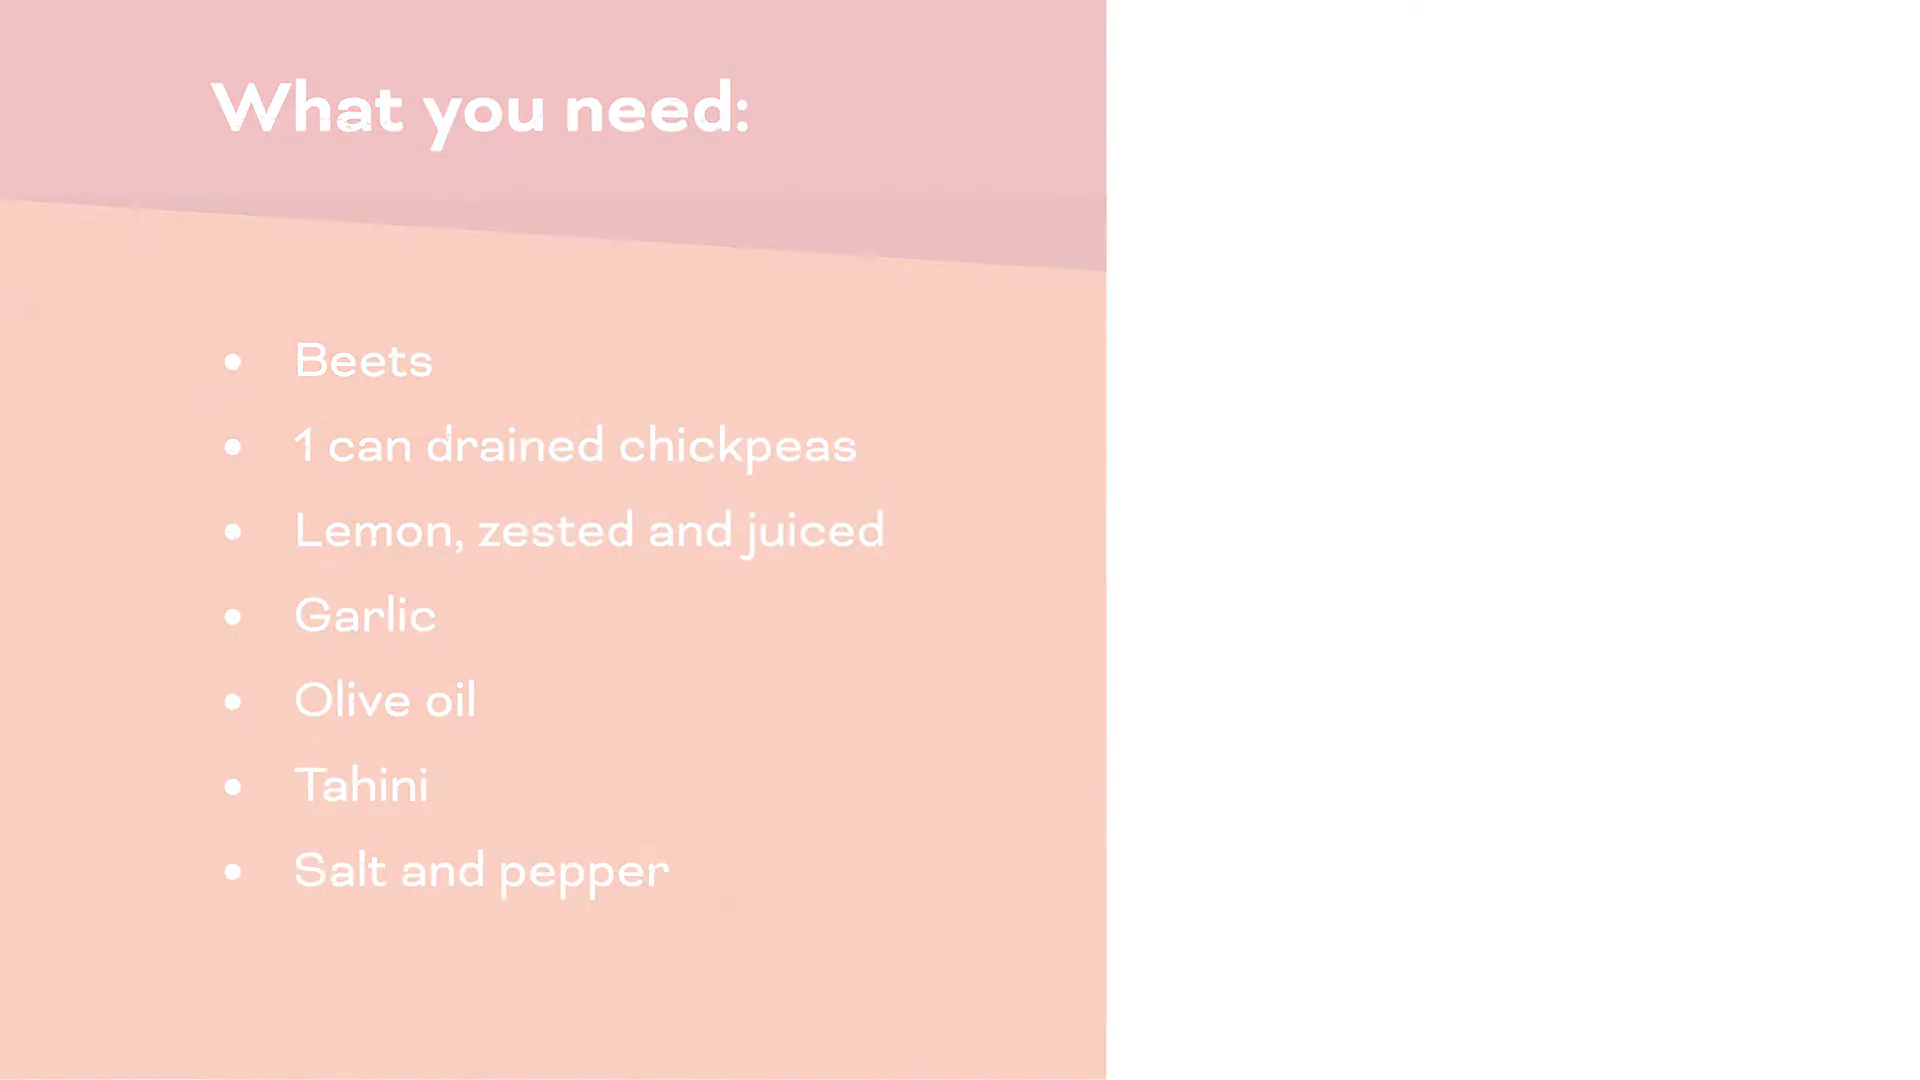 What you need:
• Beets
• 1 can drained chickpeas
• Lemon, zested and juiced
• Garlic
• Olive oil
• Tahini
• Salt and pepper